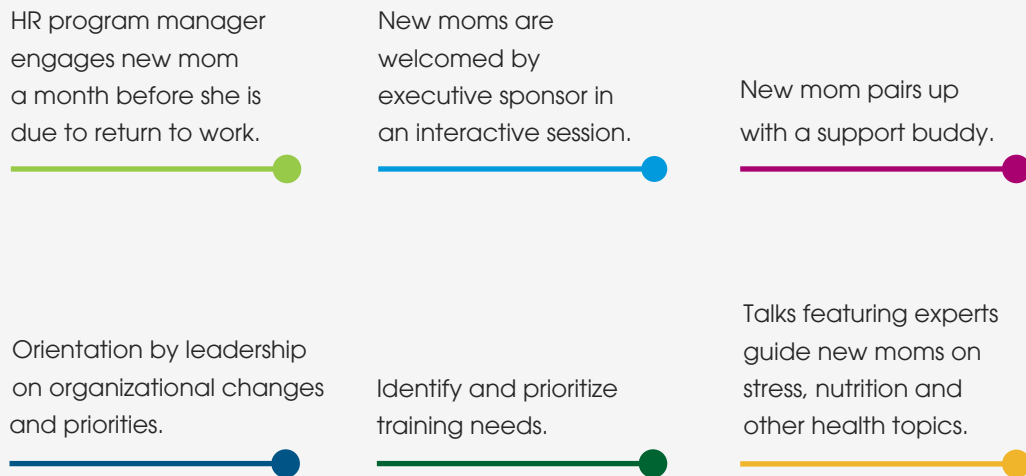 HR program manager
engages new mom
a month before she is
due to return to work.
New moms are
welcomed by
executive sponsor in
an interactive session.
New mom pairs up
with a support buddy.
Orientation by leadership
on organizational changes
and priorities.
Identify and prioritize
training needs.
Talks featuring experts
guide new moms on
stress, nutrition and
other health topics.